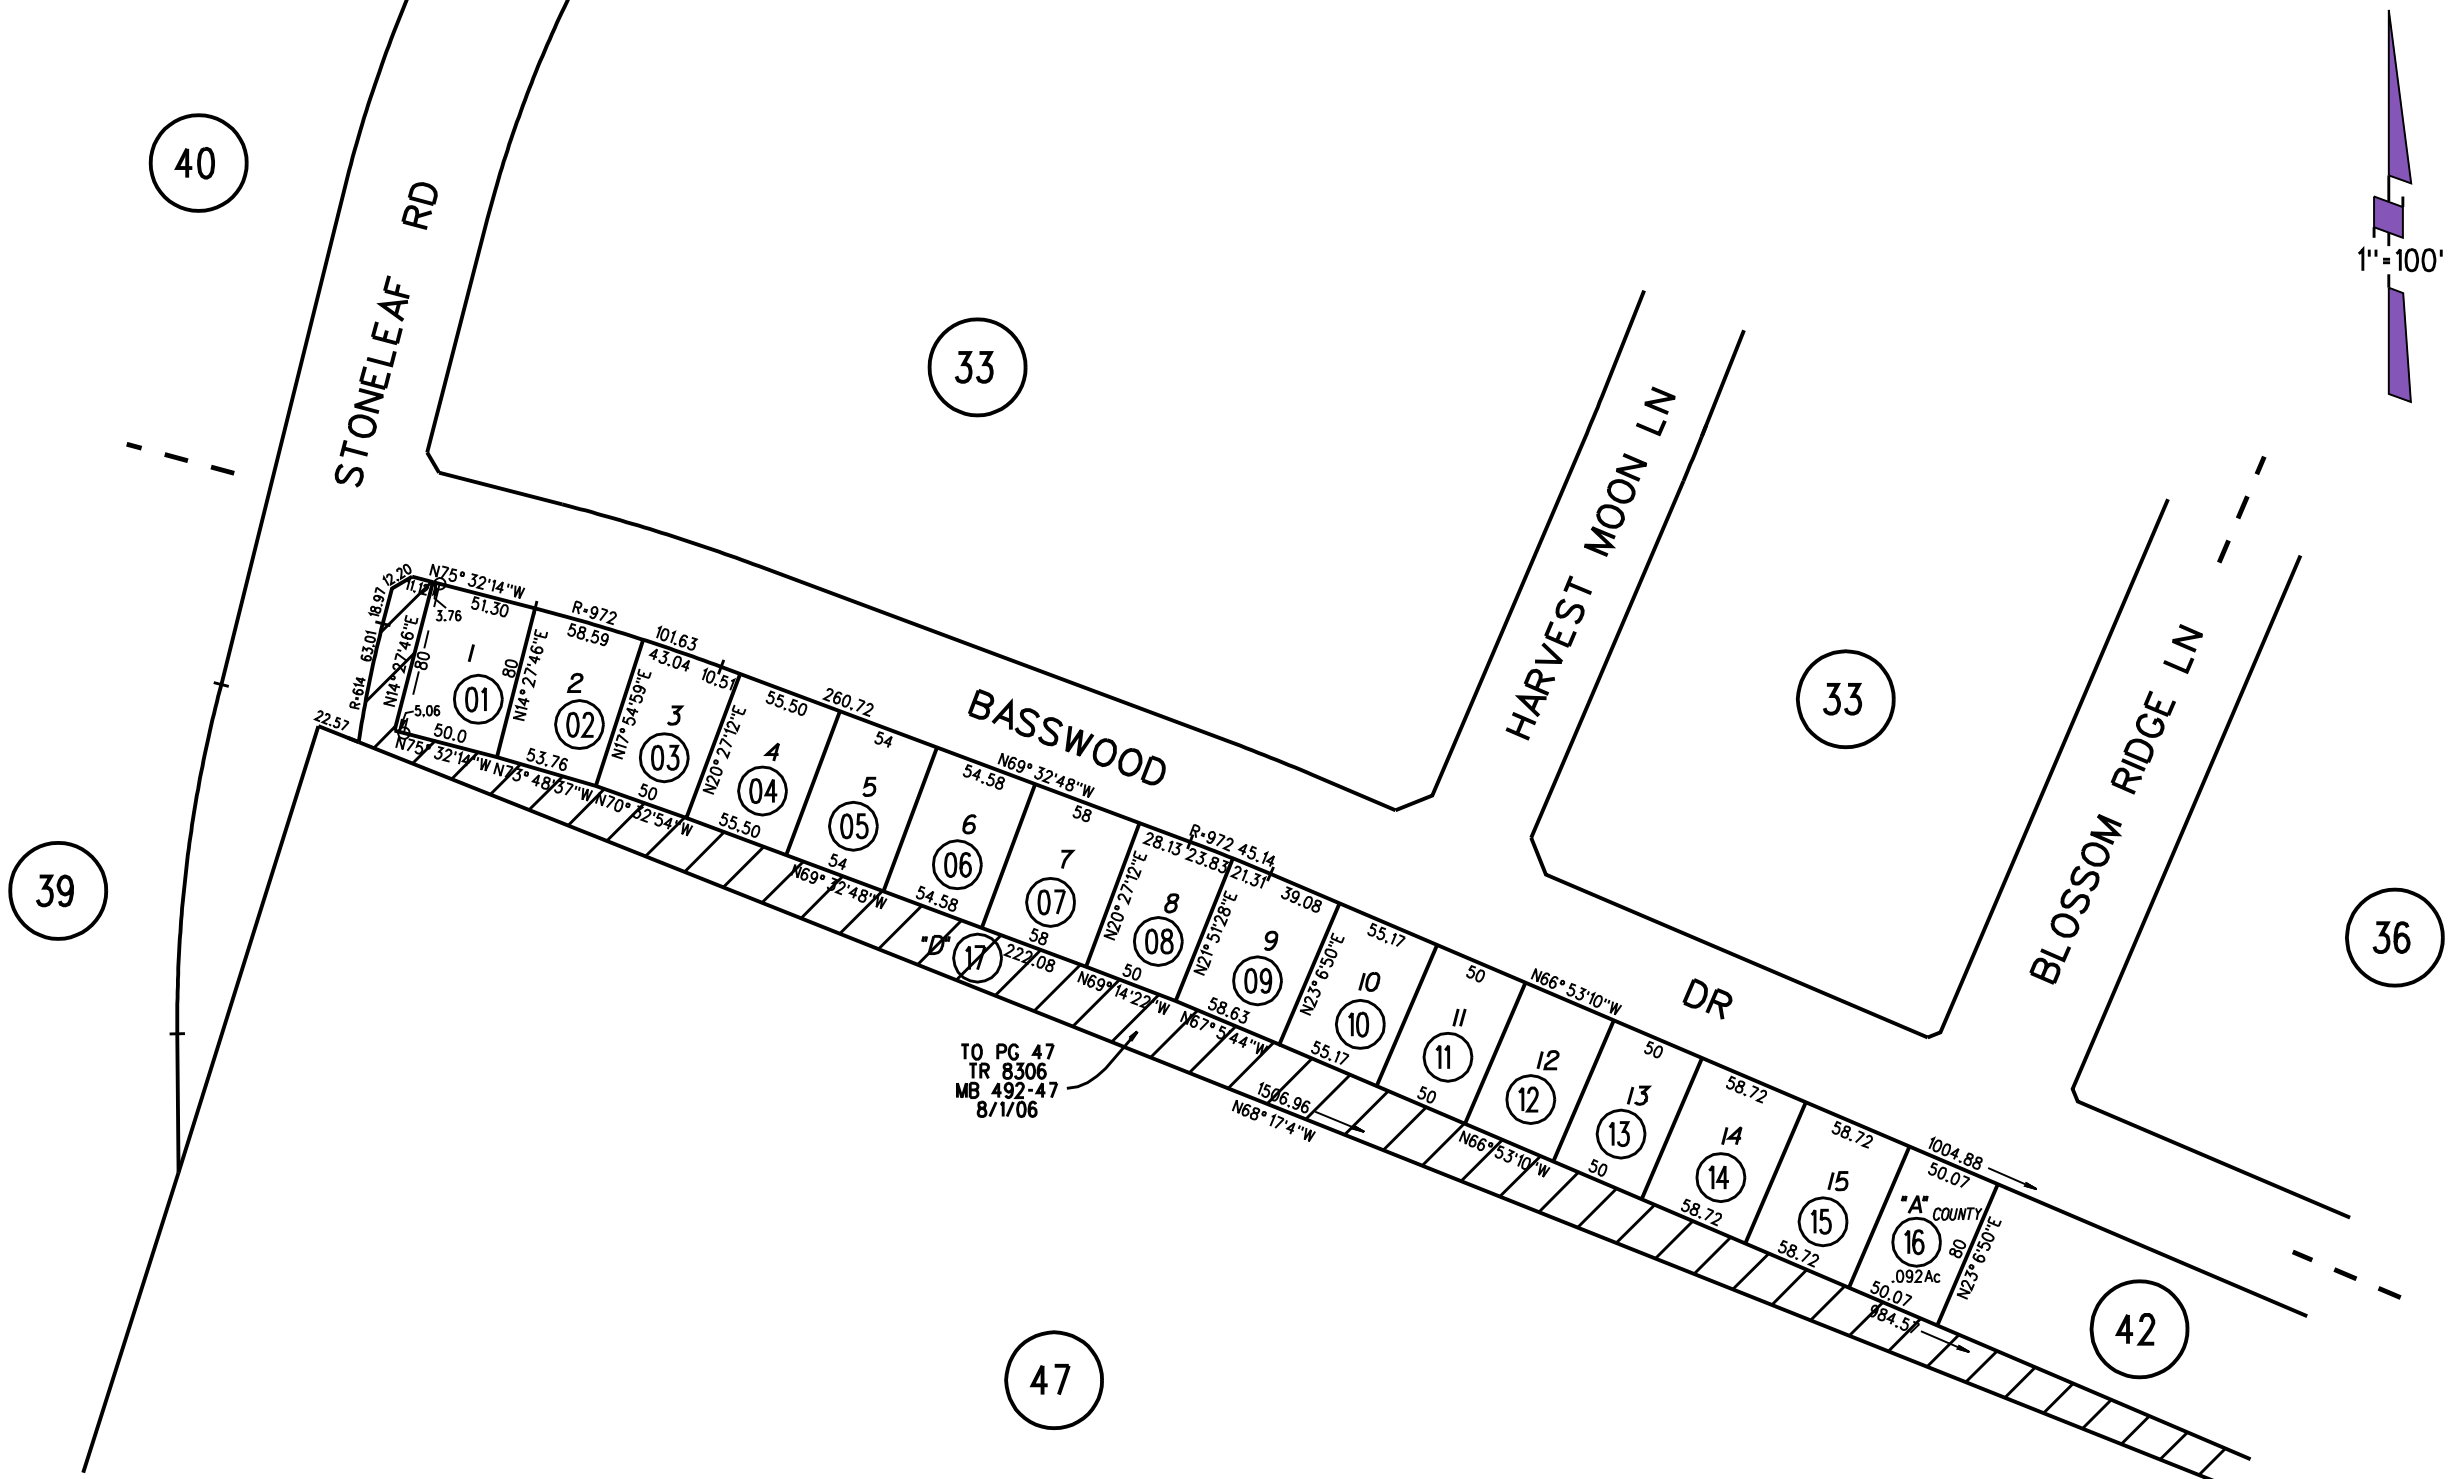 40
STONELEAF RD
33
1"=100'
HARVEST MOON LN
33
BLOSSOM RIDGE LN
36
39
BASSWOOD DR
12.20
11.12
18.97
63.01
R=614
22.57
N14°27'46"E
80
3.76
5.06
N75°32'14"W
51.30
1
01
50.0
N75°32'14"W
80
N14°27'46"E
R=972
101.63
58.59
2
02
53.76
N73°48'37"W
N17°54'59"E
43.04
10.51
3
03
50
N70°32'54"W
N20°27'12"E
55.50
260.72
4
04
55.50
54
5
05
54
N69°32'48"W
54.58
N69°32'48"W
6
06
54.58
58
7
07
58
"D"
17
222.08
N20°27'12"E
28.13
23.83
R=972
45.14
8
08
50
N69°14'22"W
N21°51'28"E
21.31
39.08
9
09
58.63
N67°5'44"W
N23°6'50"E
55.17
10
10
55.17
50
11
11
50
N66°53'10"W
12
12
N66°53'10"W
50
13
13
50
58.72
14
14
58.72
58.72
15
15
58.72
1004.88
50.07
"A"
COUNTY
16
.092Ac
80
N23°6'50"E
50.07
984.57
TO PG 47
TR 8306
MB 492-47
8/1/06
1506.96
N68°17'4"W
42
47